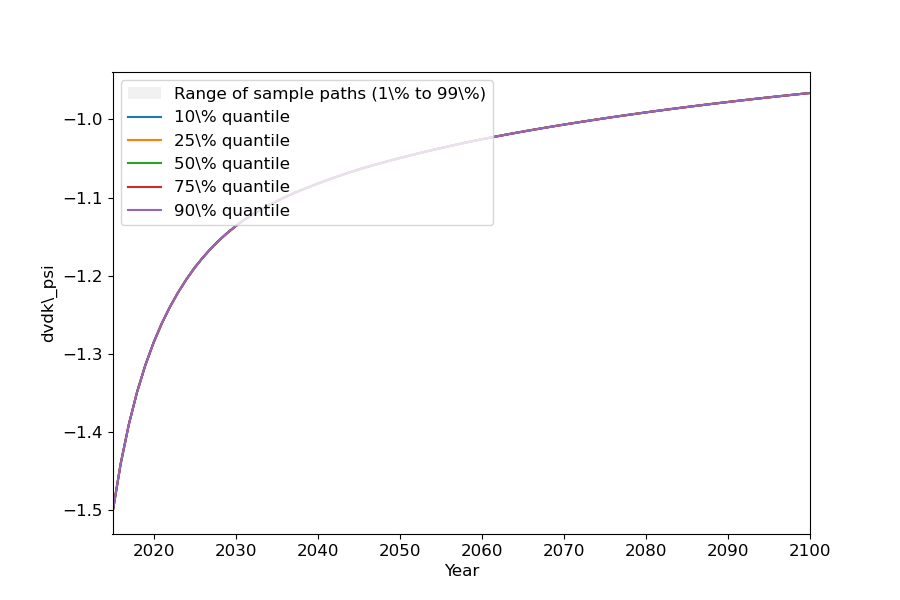 Range of sample paths (1\% to 99\%)
10\% quantile
25\% quantile
50\% quantile
75\% quantile
90\% quantile
−1.0
−1.1
−1.2
−1.3
−1.4
−1.5
dvdk\_psi
2020 2030 2040 2050 2060 2070 2080 2090 2100
Year